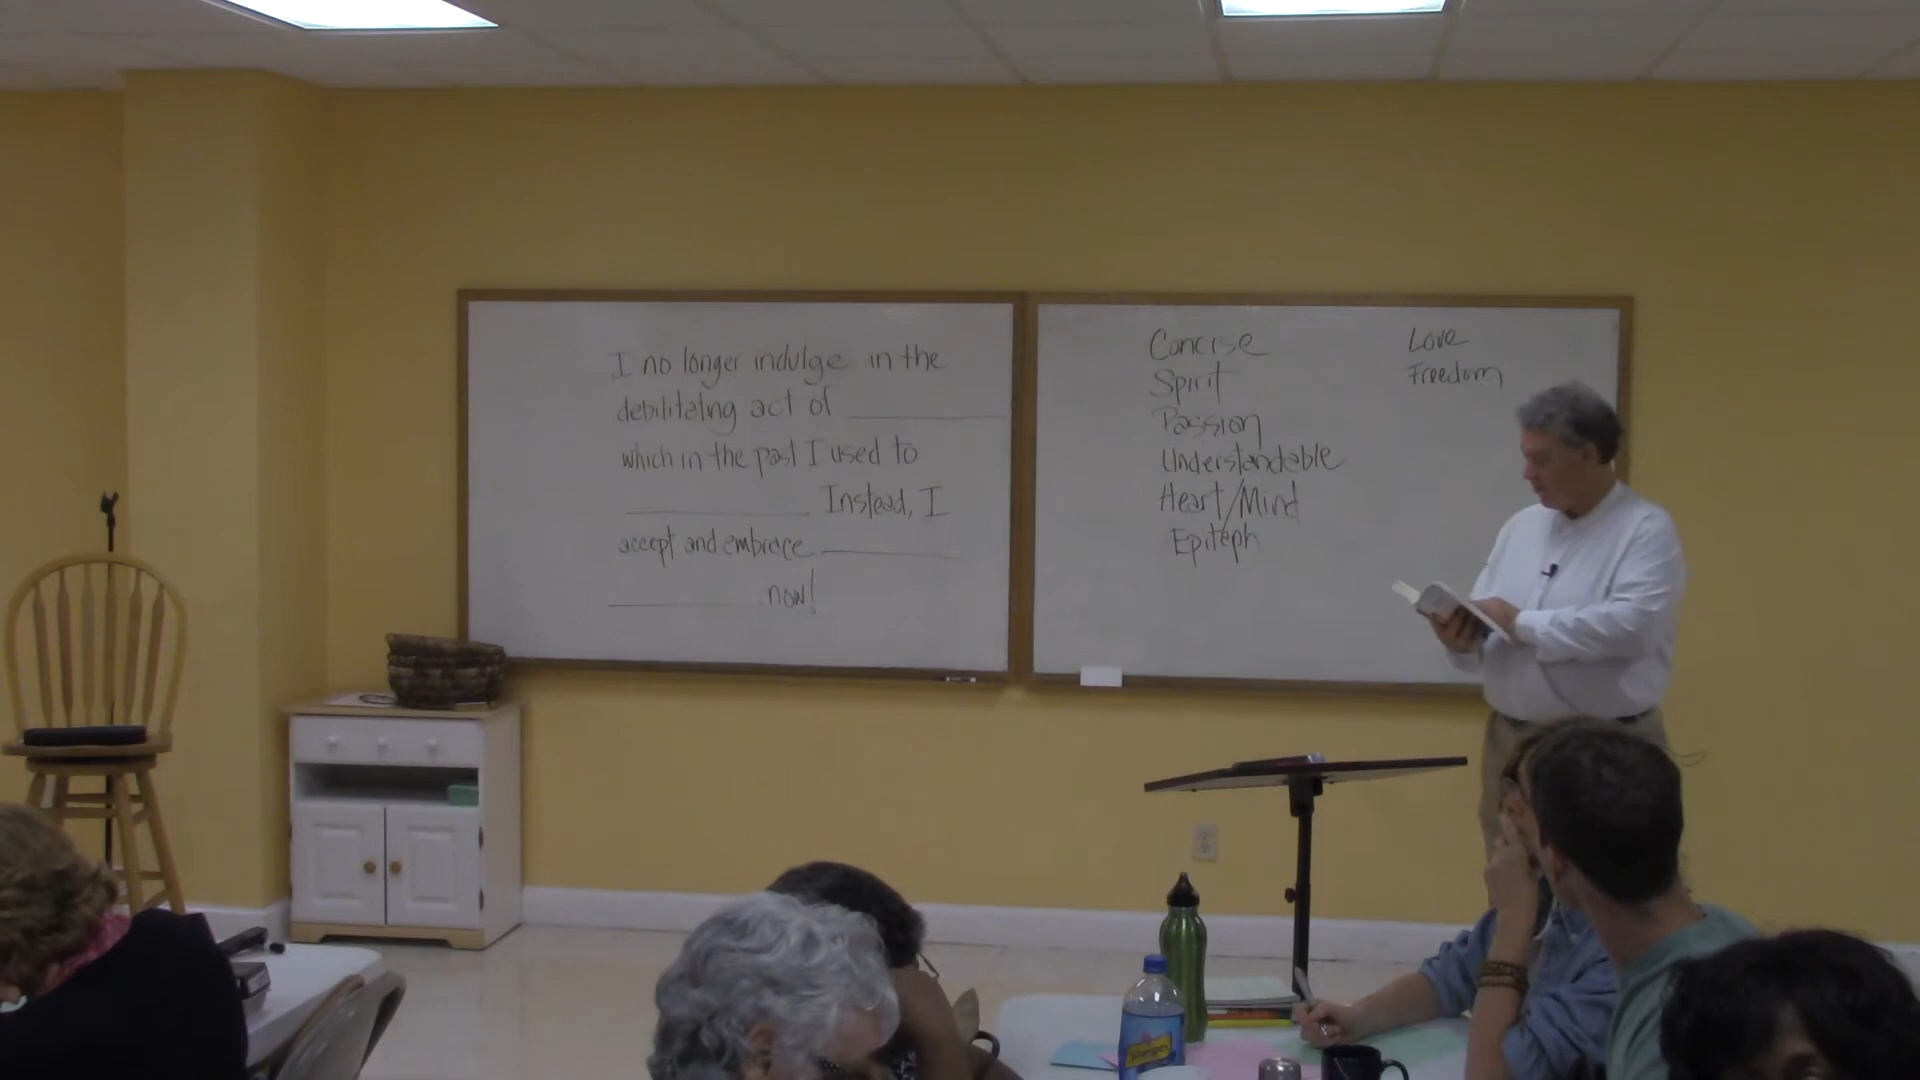 I no longer indulge in the
debilitating act of
which in the past I used to
Instead, I
accept and embrace
now!
Concise
Spirit
Passion
Understandable
Heart/Mind
Epitaph
Love
Freedom